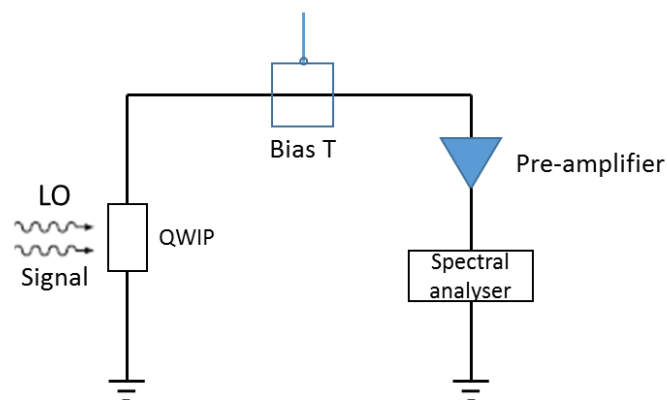 Bias T
Pre-amplifier
LO
QWIP
Signal
Spectral
analyser